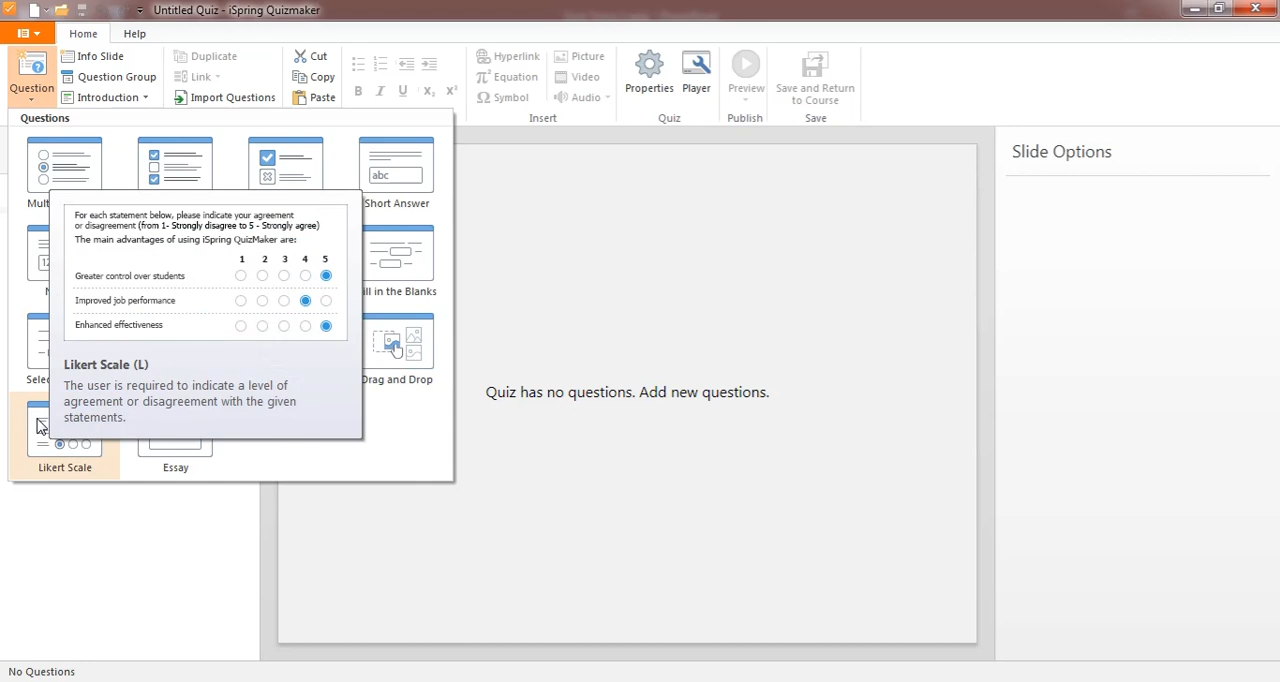 Untitled Quiz - iSpring Quizmaker
Home Help
Question
Info Slide
Question Group
Introduction
Duplicate
Link
Import Questions
Cut
Copy
Paste
B I U X₂ X²
Hyperlink
Equation
Symbol
Picture
Video
Audio
Insert
Properties
Player
Quiz
Preview
Publish
Save and Return
to Course
Save
Questions
abc
Short Answer
For each statement below, please indicate your agreement
or disagreement (from 1- Strongly disagree to 5 - Strongly agree)
The main advantages of using iSpring QuizMaker are:
1 2 3 4 5
Greater control over students
Improved job performance
Enhanced effectiveness
Likert Scale (L)
The user is required to indicate a level of
agreement or disagreement with the given
statements.
ill in the Blanks
Drag and Drop
Likert Scale
Essay
Quiz has no questions. Add new questions.
Slide Options
No Questions